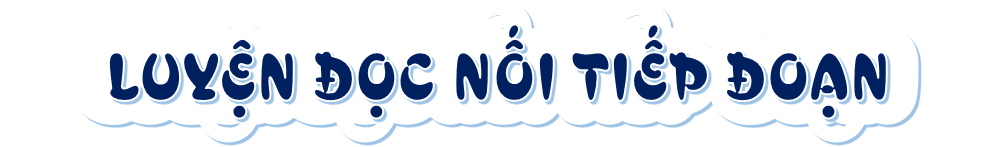 LUYỆN ĐỌC NỐI TIẾP ĐOẠN